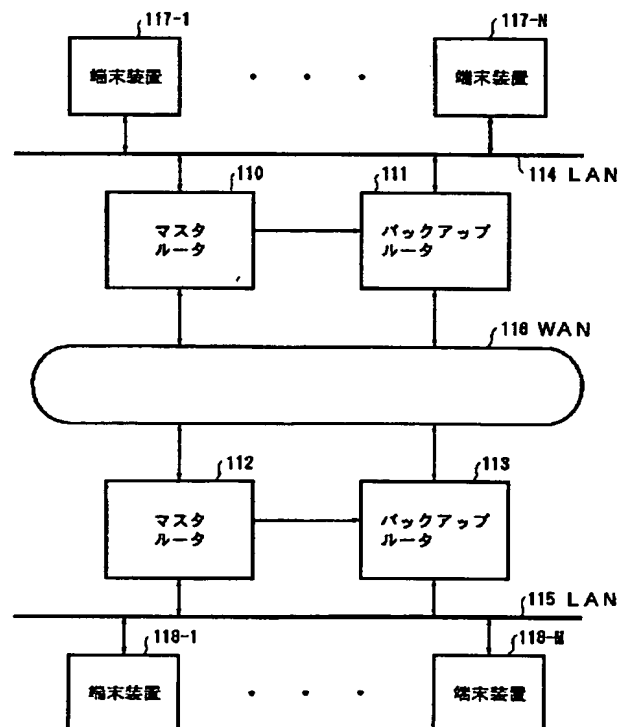 117-1
117-N
端末装置
・ ・ ・
端末装置
114 LAN
110
111
マスタ
ルータ
バックアップ
ルータ
116 WAN
112
113
マスタ
ルータ
バックアップ
ルータ
115 LAN
118-1
118-M
端末装置
・ ・ ・
端末装置